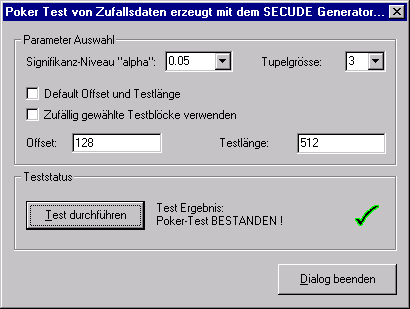 Poker Test von Zufallsdaten erzeugt mit dem SECUDE Generator...
Parameter Auswahl
Signifikanz-Niveau "alpha": 0.05 Tupelgrösse: 3
Default Offset und Testlänge
Zufällig gewählte Testblöcke verwenden
Offset: 128 Testlänge: 512
Teststatus
Test durchführen
Test Ergebnis:
Poker-Test BESTANDEN !
Dialog beenden